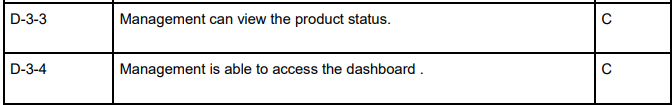 D-3-3 Management can view the product status. C
D-3-4 Management is able to access the dashboard . C